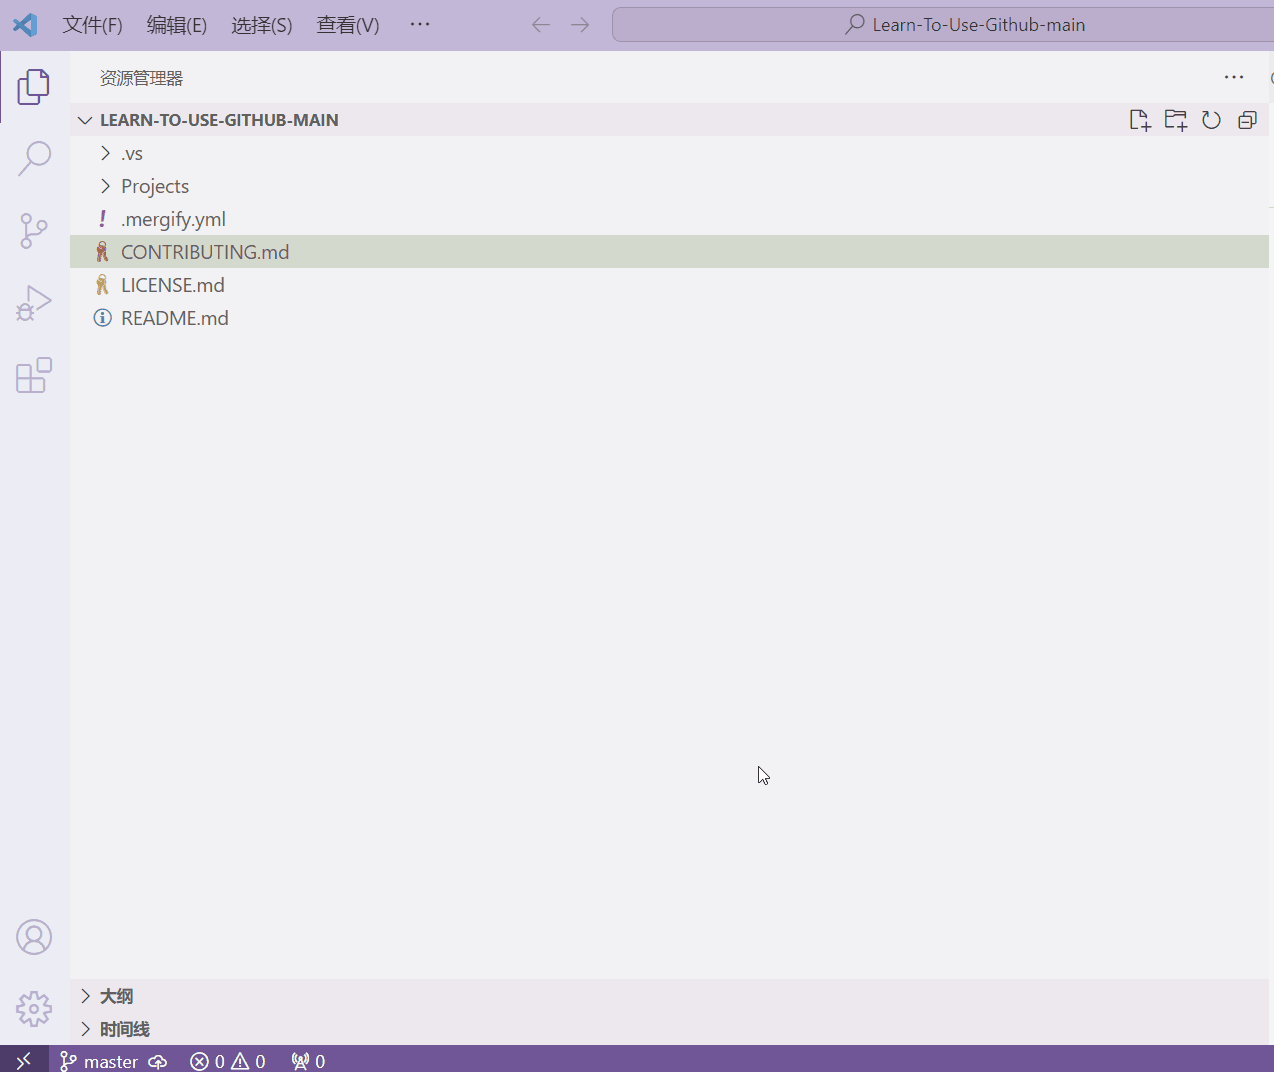 文件(F) 编辑(E) 选择(S) 查看(V) ··· Learn-To-Use-Github-main
资源管理器 ···
LEARN-TO-USE-GITHUB-MAIN
.vs
Projects
.mergify.yml
CONTRIBUTING.md
LICENSE.md
README.md
大纲
时间线
master 0 0 0